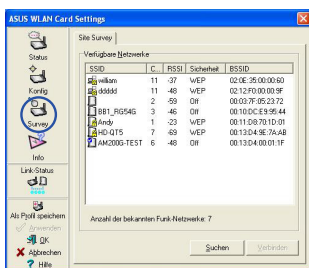 ASUS WLAN Card Settings
Status
Konfig
Survey
Info
Link-Status
Als Profil speichern
Anwenden
OK
Abbrechen
Hilfe
Site Survey
Verfügbare Netzwerke
SSID C... RSSI Sicherheit BSSID
william 11 -37 WEP 02:0E:35:00:00:60
ddddd 11 -48 WEP 02:12:F0:00:00:9F
2 -59 Off 00:03:7F:05:23:72
BB1_RG54G 3 -46 Off 00:10:DC:E9:95:44
Andy 1 -23 WEP 00:11:D8:70:1D:01
HD-QT5 7 -69 WEP 00:13:D4:9E:7A:AB
AM200G-TEST 6 -48 Off 00:13:D4:00:01:1F
Anzahl der bekannten Funk-Netzwerke: 7
Suchen Verbinden